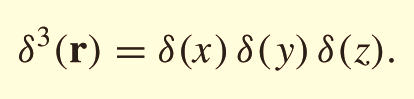 δ³(𝐫) = δ(x) δ(y) δ(z).